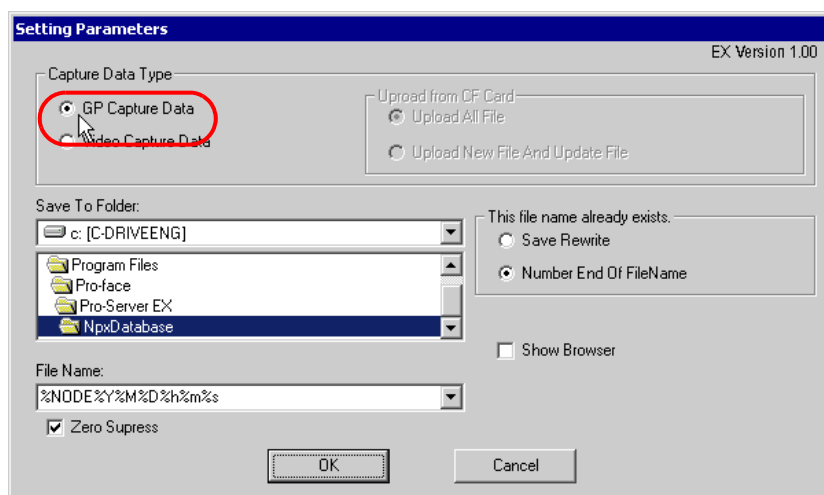 Setting Parameters
EX Version 1.00
Capture Data Type
GP Capture Data
Video Capture Data
Uproad from CF Card
Upload All File
Upload New File And Update File
Save To Folder:
c: [C-DRIVEENG]
Program Files
Pro-face
Pro-Server EX
NpxDatabase
This file name already exists.
Save Rewrite
Number End Of FileName
Show Browser
File Name:
%NODE%Y%M%D%h%m%s
Zero Supress
OK
Cancel